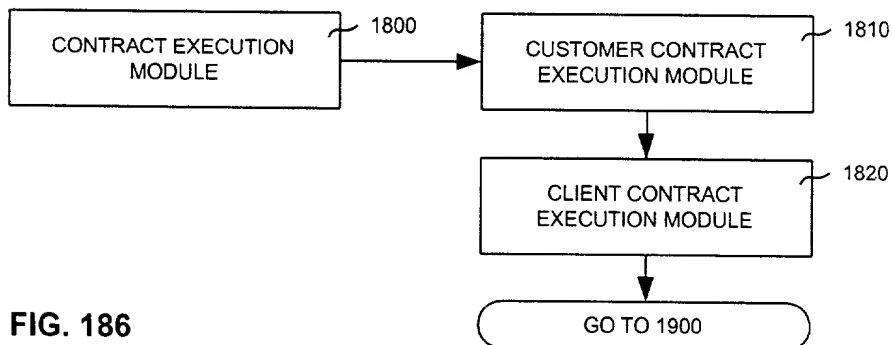 CONTRACT EXECUTION
MODULE
1800
CUSTOMER CONTRACT
EXECUTION MODULE
1810
CLIENT CONTRACT
EXECUTION MODULE
1820
GO TO 1900
FIG. 186